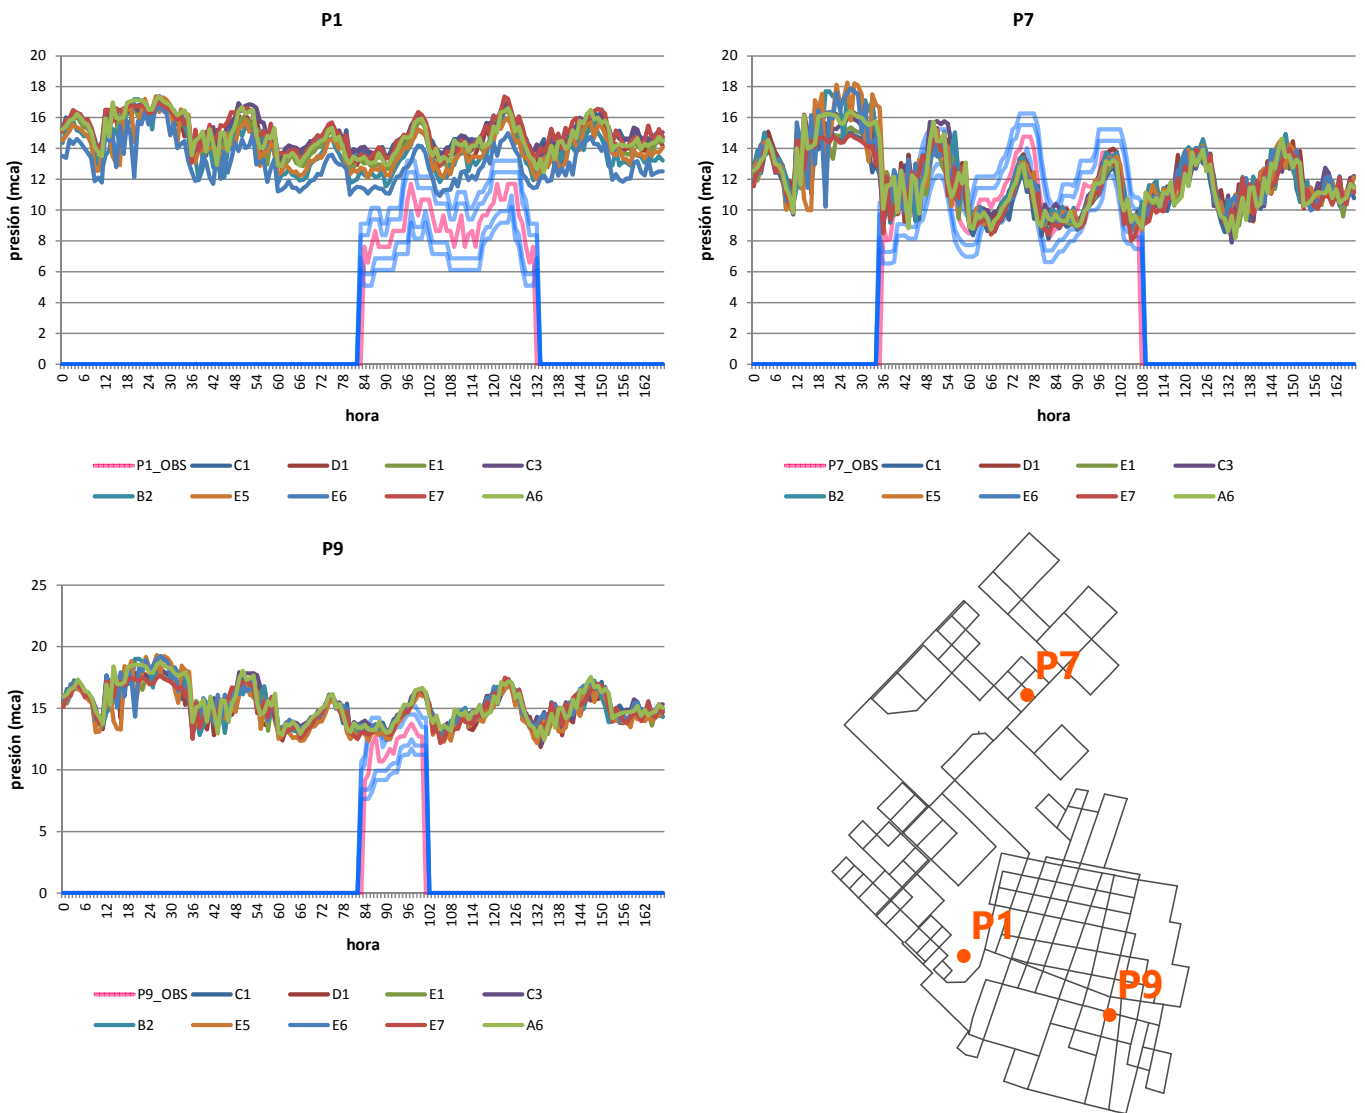 P1
presión (mca)
20
18
16
14
12
10
8
6
4
2
0
0 6 12 18 24 30 36 42 48 54 60 66 72 78 84 90 96 102 108 114 120 126 132 138 144 150 156 162
hora
P1_OBS C1 D1 E1 C3
B2 E5 E6 E7 A6
P7
presión (mca)
20
18
16
14
12
10
8
6
4
2
0
0 6 12 18 24 30 36 42 48 54 60 66 72 78 84 90 96 102 108 114 120 126 132 138 144 150 156 162
hora
P7_OBS C1 D1 E1 C3
B2 E5 E6 E7 A6
P9
presión (mca)
25
20
15
10
5
0
0 6 12 18 24 30 36 42 48 54 60 66 72 78 84 90 96 102 108 114 120 126 132 138 144 150 156 162
hora
P9_OBS C1 D1 E1 C3
B2 E5 E6 E7 A6
P7
P1
P9